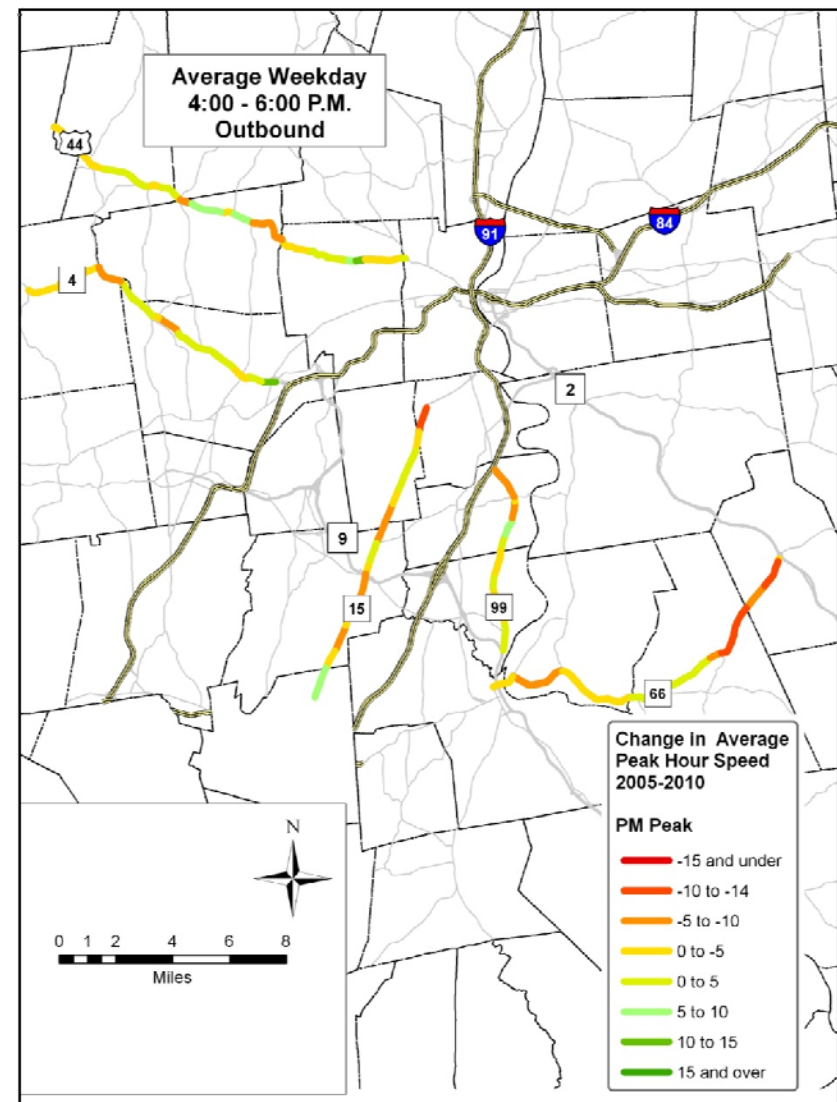 Average Weekday
4:00 - 6:00 P.M.
Outbound
44
91
84
4
2
9
15
99
66
Change in Average
Peak Hour Speed
2005-2010
PM Peak
-15 and under
-10 to -14
-5 to -10
0 to -5
0 to 5
5 to 10
10 to 15
15 and over
N
0 1 2 4 6 8
Miles